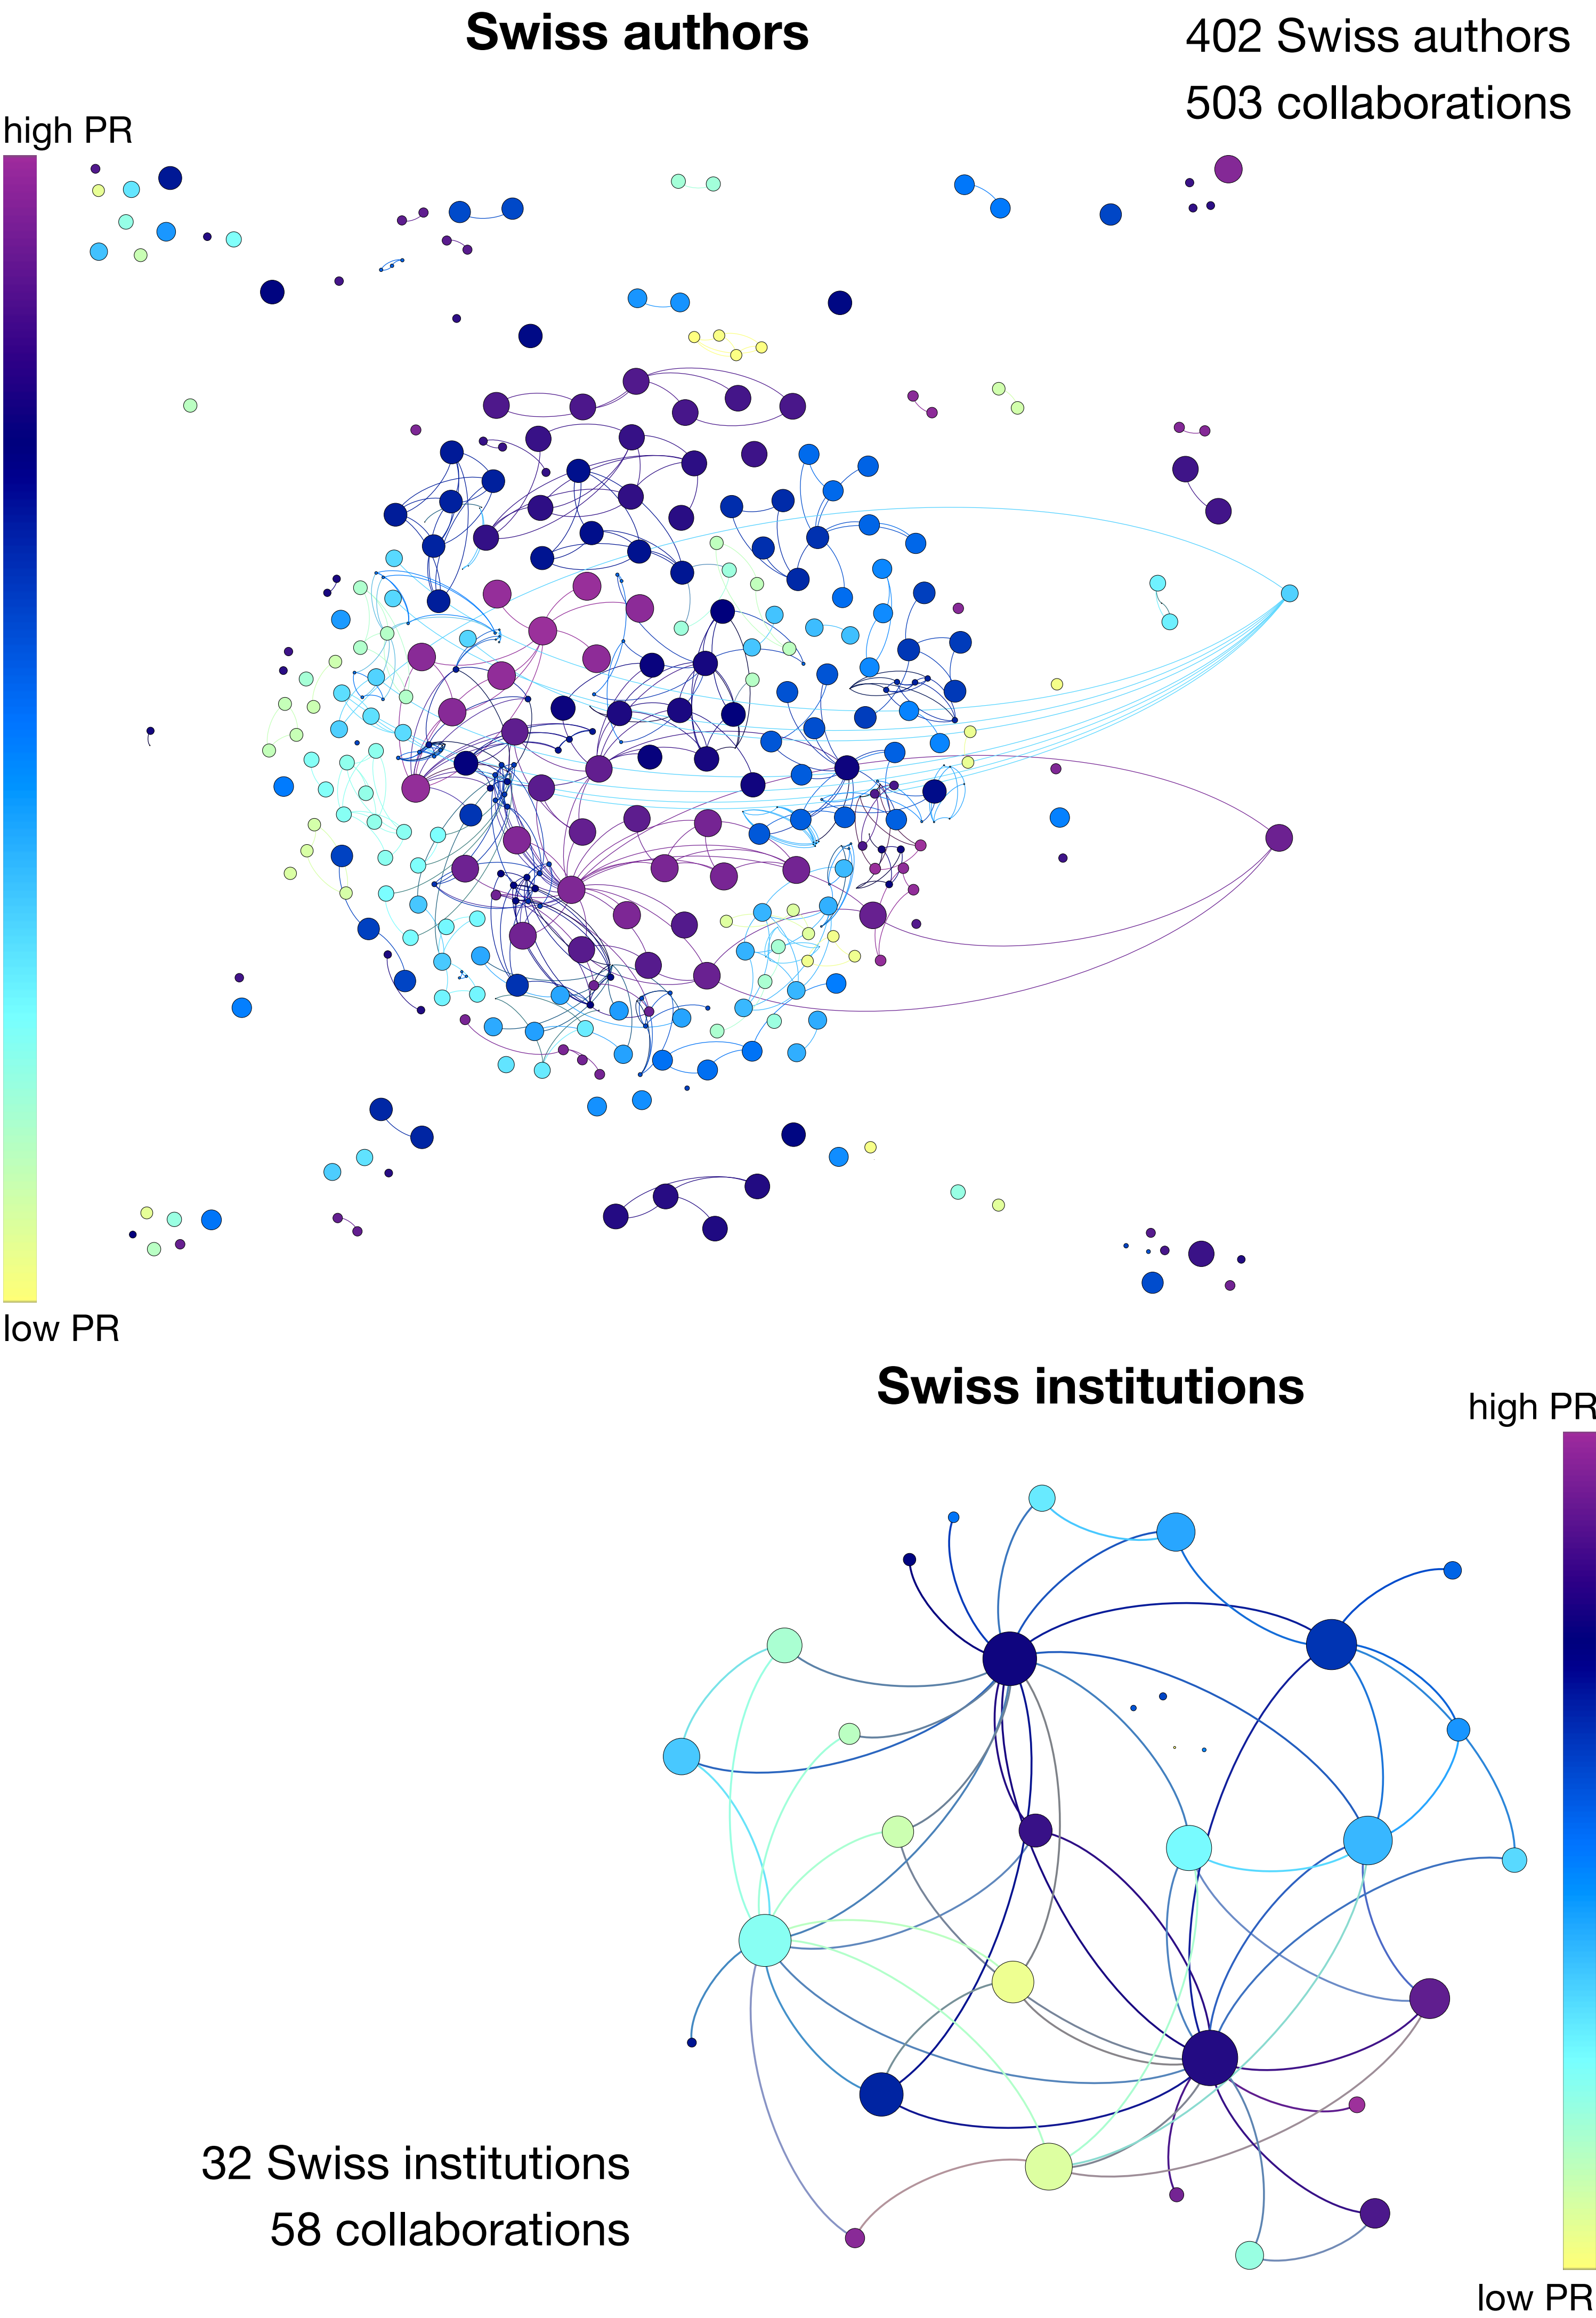 Swiss authors
402 Swiss authors
503 collaborations
high PR
low PR
Swiss institutions
high PR
32 Swiss institutions
58 collaborations
low PR